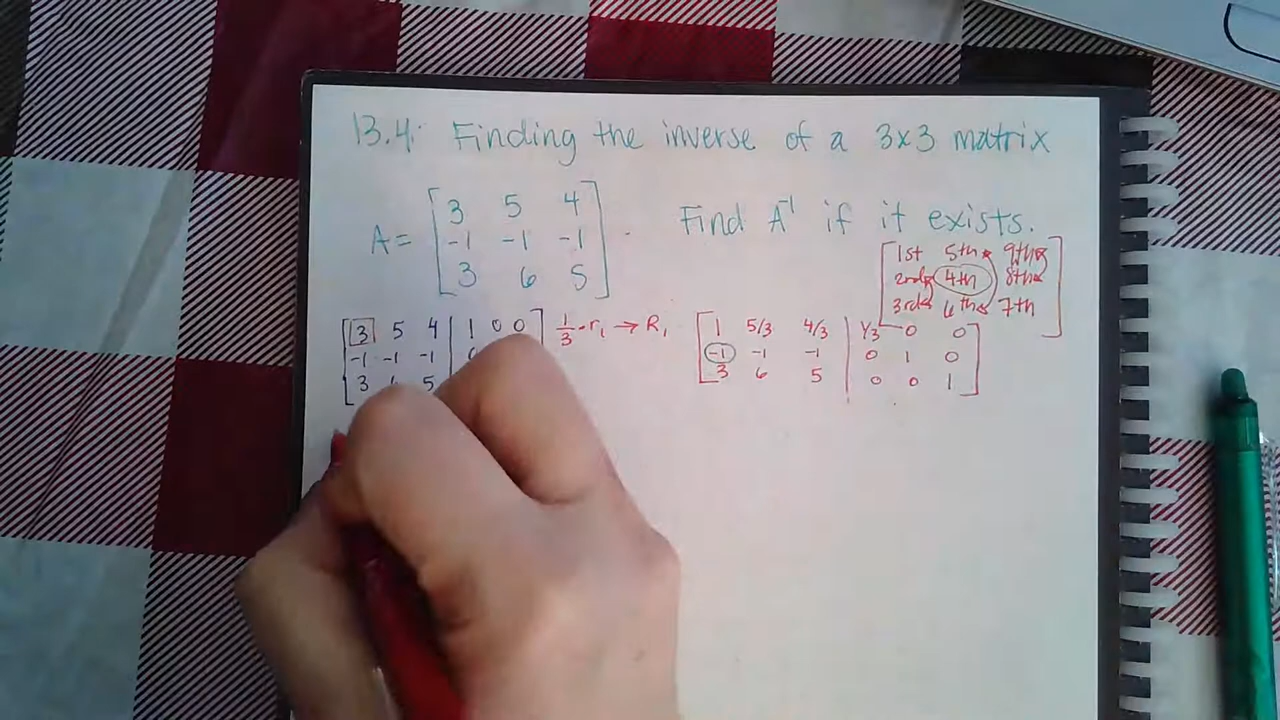 13.4: Finding the inverse of a 3x3 matrix
A = [ 3 5 4
-1 -1 -1
3 6 5 ] . Find A⁻¹ if it exists.
[ 1st 5th 9th
2nd 4th 8th
3rd 6th 7th ]
[ 3 5 4 | 1 0 0 ] 1/3 · r₁ → R₁
-1 -1 -1
3 5
[ 1 5/3 4/3 | 1/3 0 0
-1 -1 -1 | 0 1 0
3 6 5 | 0 0 1 ]